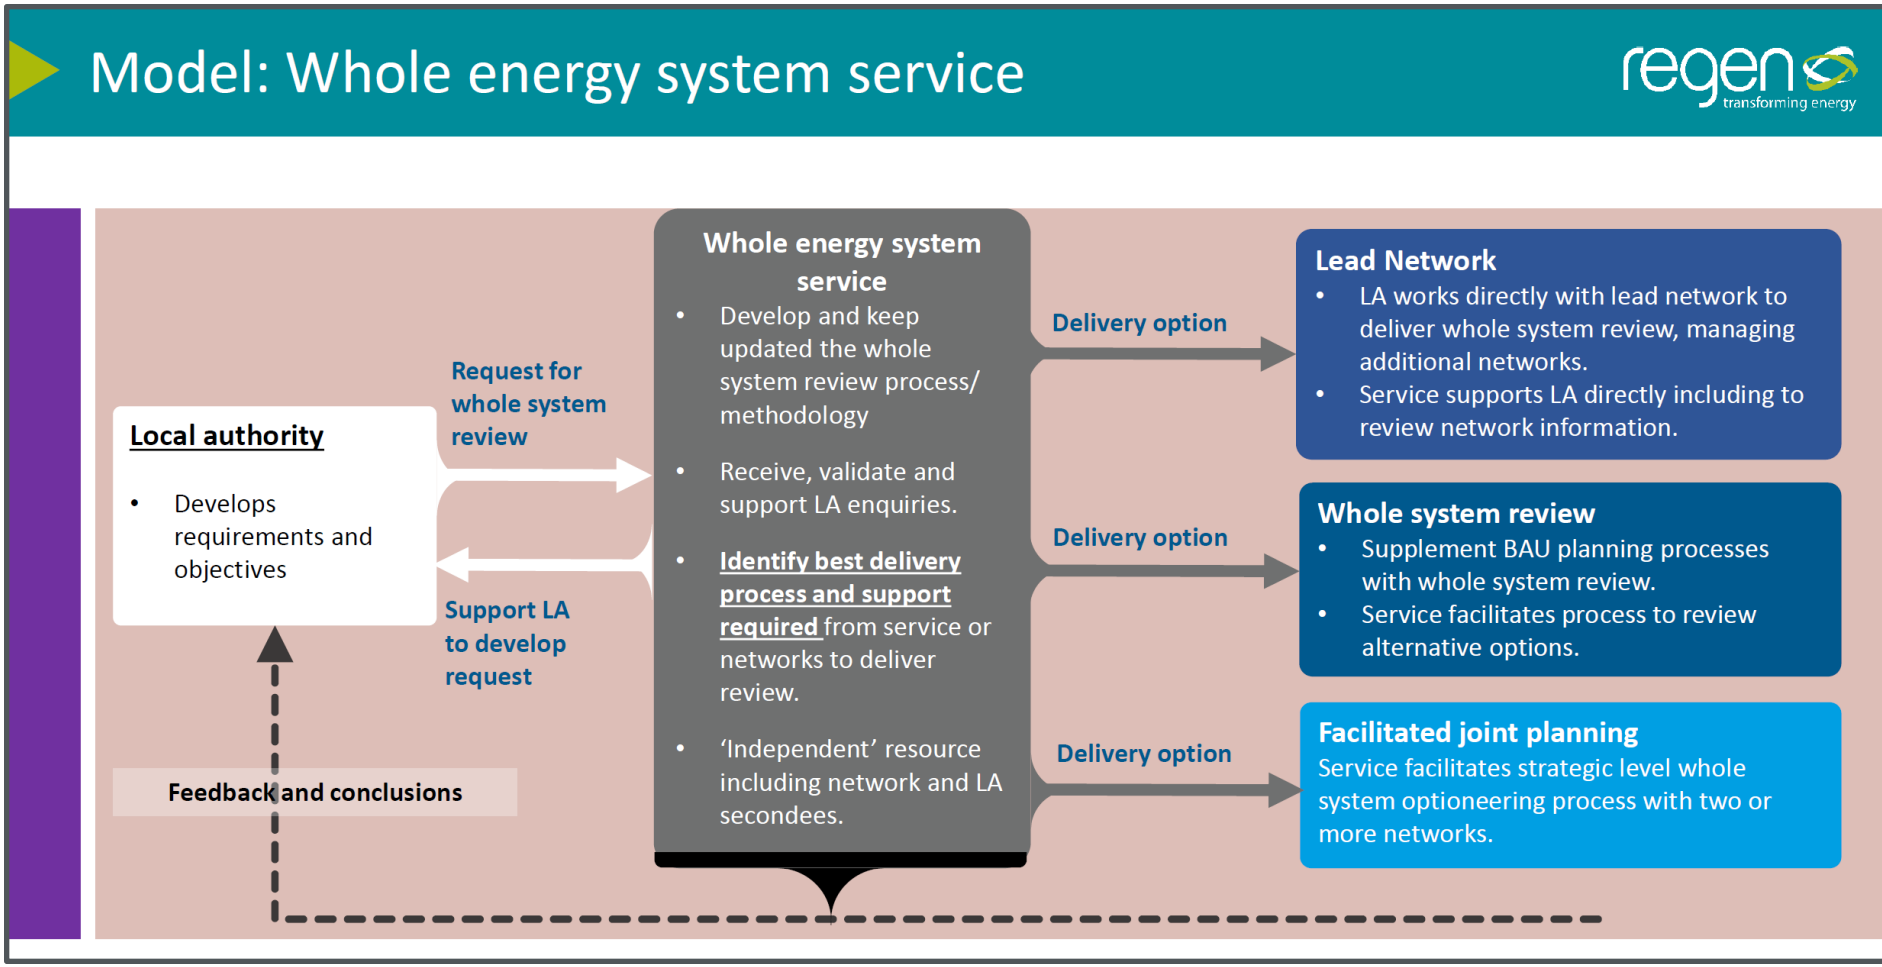 Model: Whole energy system service
regen
transforming energy
Local authority
• Develops
requirements and
objectives
Request for
whole system
review
Support LA
to develop
request
Feedback and conclusions
Whole energy system
service
• Develop and keep
updated the whole
system review process/
methodology
• Receive, validate and
support LA enquiries.
• Identify best delivery
process and support
required from service or
networks to deliver
review.
• ‘Independent’ resource
including network and LA
secondees.
Delivery option
Lead Network
• LA works directly with lead network to
deliver whole system review, managing
additional networks.
• Service supports LA directly including to
review network information.
Delivery option
Whole system review
• Supplement BAU planning processes
with whole system review.
• Service facilitates process to review
alternative options.
Delivery option
Facilitated joint planning
Service facilitates strategic level whole
system optioneering process with two or
more networks.